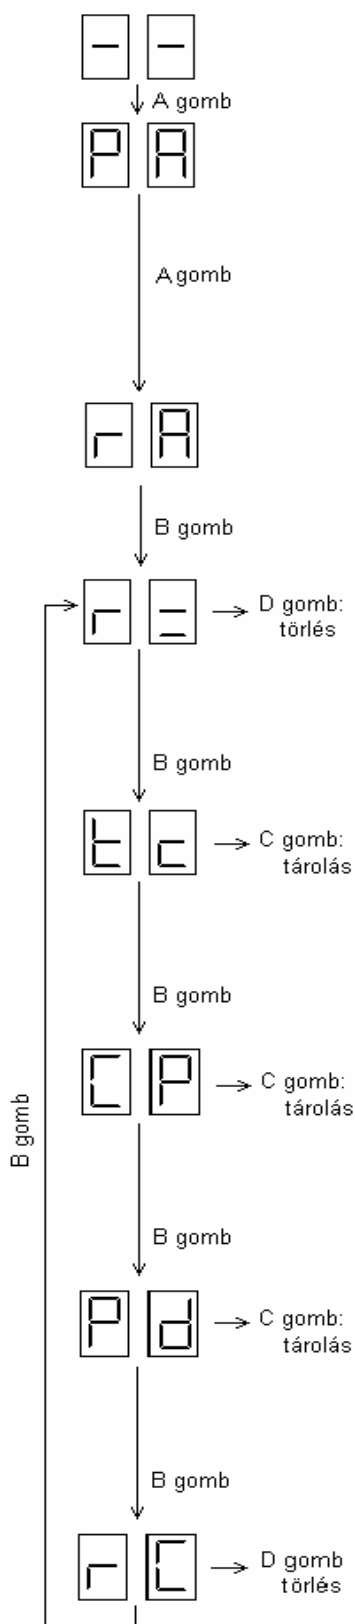 - -
A gomb
P A
A gomb
r A
B gomb
r =
D gomb:
törlés
B gomb
t c
C gomb:
tárolás
B gomb
C P
C gomb:
tárolás
B gomb
B gomb
P d
C gomb:
tárolás
B gomb
r C
D gomb
törlés